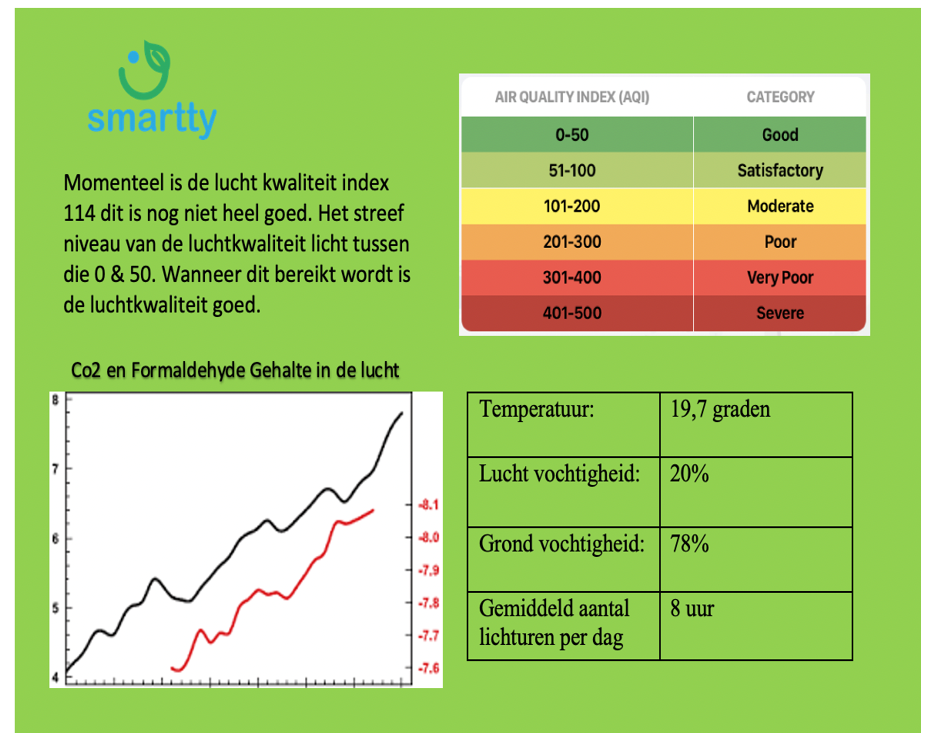 smartty
Momenteel is de lucht kwaliteit index
114 dit is nog niet heel goed. Het streef
niveau van de luchtkwaliteit licht tussen
die 0 & 50. Wanneer dit bereikt wordt is
de luchtkwaliteit goed.
AIR QUALITY INDEX (AQI) CATEGORY
0-50 Good
51-100 Satisfactory
101-200 Moderate
201-300 Poor
301-400 Very Poor
401-500 Severe
Co2 en Formaldehyde Gehalte in de lucht
8
7
6
5
4
-8.1
-8.0
-7.9
-7.8
-7.7
-7.6
Temperatuur: 19,7 graden
Lucht vochtigheid: 20%
Grond vochtigheid: 78%
Gemiddeld aantal 8 uur
lichturen per dag